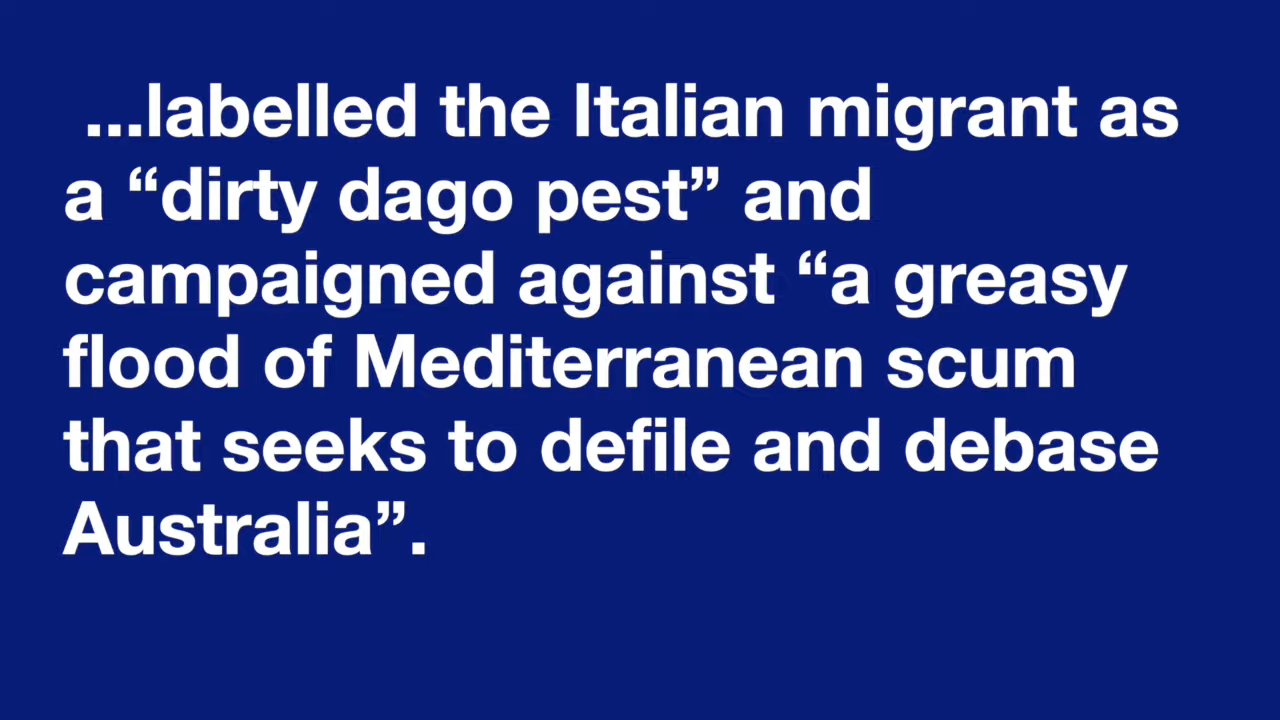 ...labelled the Italian migrant as
a “dirty dago pest” and
campaigned against “a greasy
flood of Mediterranean scum
that seeks to defile and debase
Australia”.